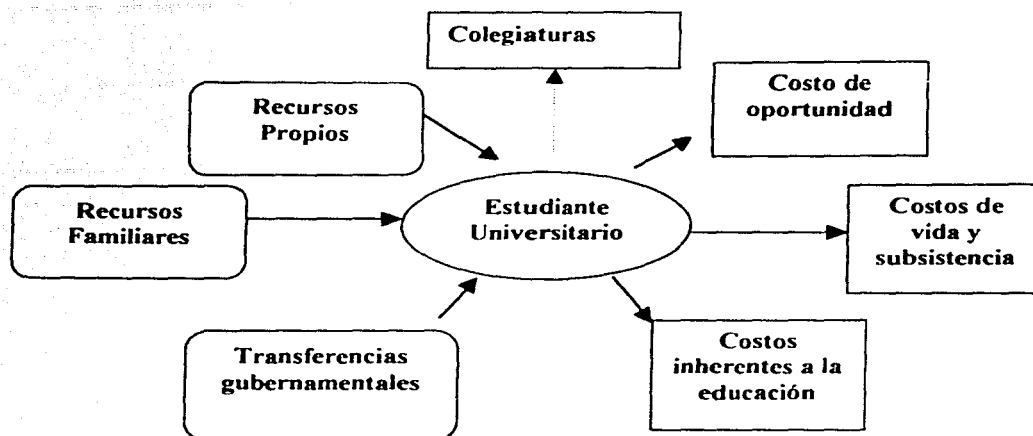 Colegiaturas
Recursos
Propios
Costo de
oportunidad
Recursos
Familiares
Estudiante
Universitario
Costos de
vida y
subsistencia
Transferencias
gubernamentales
Costos
inherentes a la
educación